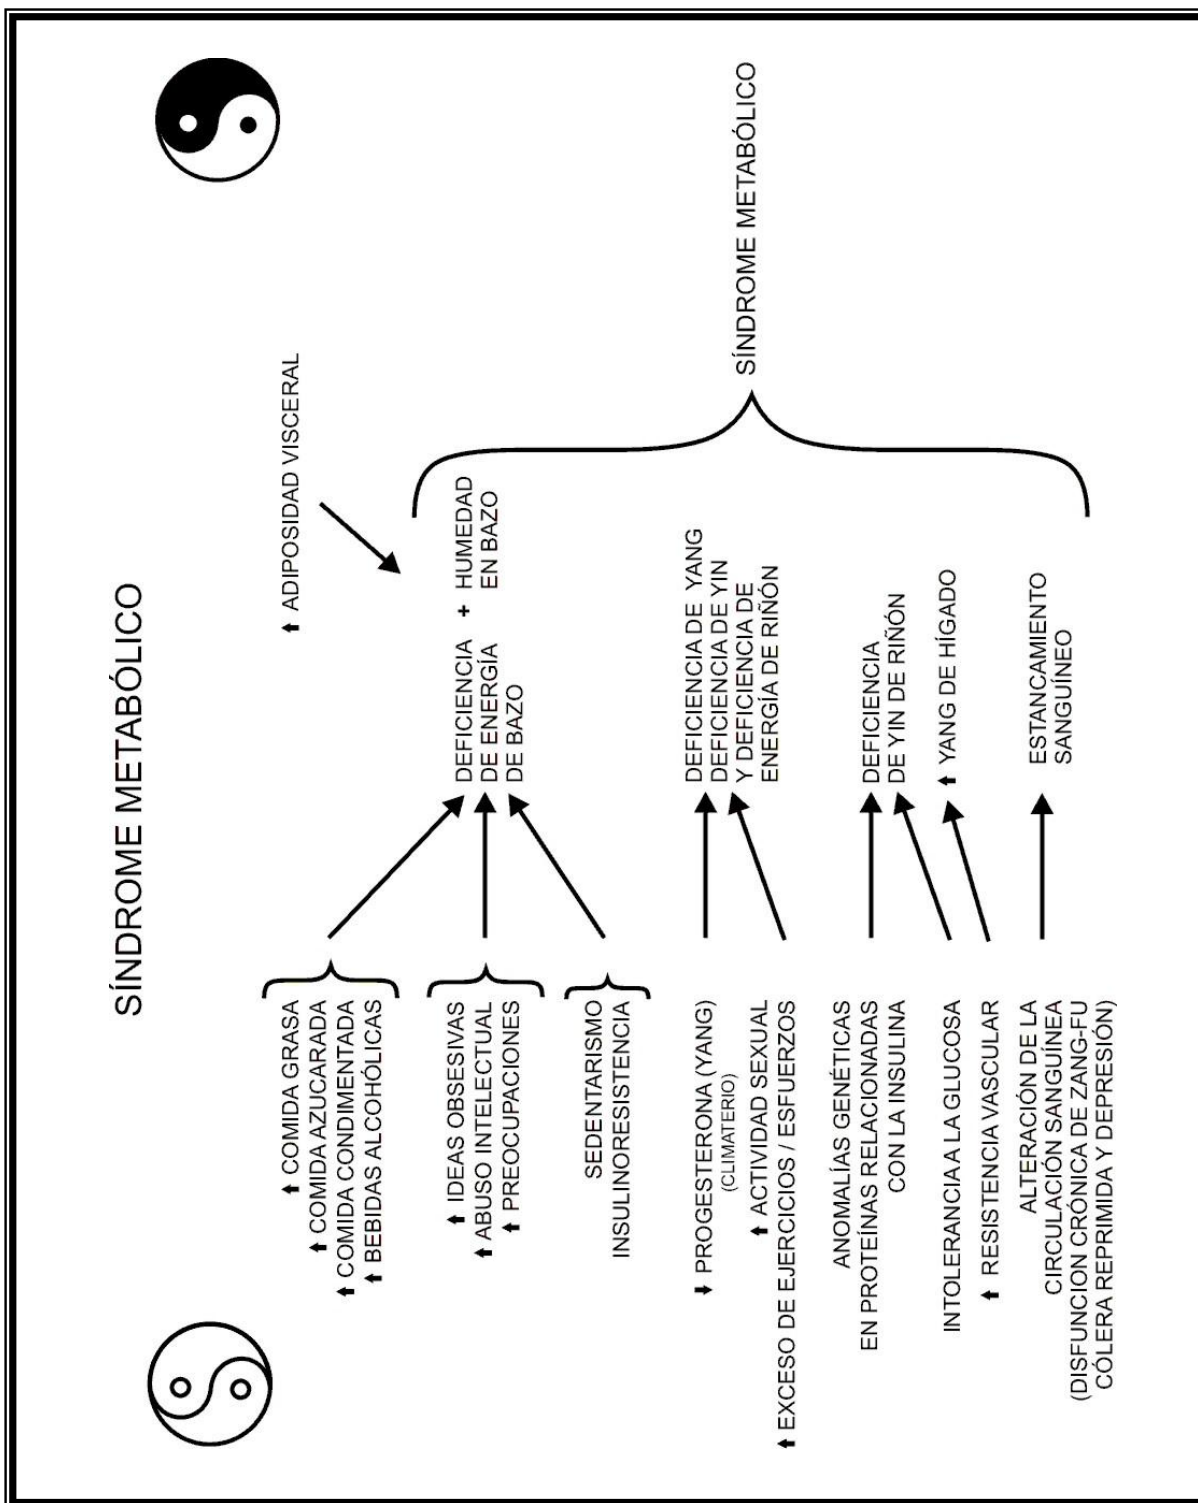 SÍNDROME METABÓLICO
⬆ ADIPOSIDAD VISCERAL
⬆ COMIDA GRASA
⬆ COMIDA AZUCARADA
⬆ COMIDA CONDIMENTADA
⬆ BEBIDAS ALCOHÓLICAS
⬆ IDEAS OBSESIVAS
⬆ ABUSO INTELECTUAL
⬆ PREOCUPACIONES
SEDENTARISMO
INSULINORESISTENCIA
DEFICIENCIA
DE ENERGÍA
DE BAZO
+ HUMEDAD
EN BAZO
⬇ PROGESTERONA (YANG)
(CLIMATERIO)
⬆ ACTIVIDAD SEXUAL
⬆ EXCESO DE EJERCICIOS / ESFUERZOS
DEFICIENCIA DE YANG
DEFICIENCIA DE YIN
Y DEFICIENCIA DE
ENERGÍA DE RIÑÓN
ANOMALÍAS GENÉTICAS
EN PROTEÍNAS RELACIONADAS
CON LA INSULINA
INTOLERANCIA A LA GLUCOSA
DEFICIENCIA
DE YIN DE RIÑÓN
⬆ RESISTENCIA VASCULAR
⬆ YANG DE HÍGADO
ALTERACIÓN DE LA
CIRCULACIÓN SANGUÍNEA
(DISFUNCION CRÓNICA DE ZANG-FU
CÓLERA REPRIMIDA Y DEPRESIÓN)
ESTANCAMIENTO
SANGUÍNEO
SÍNDROME METABÓLICO